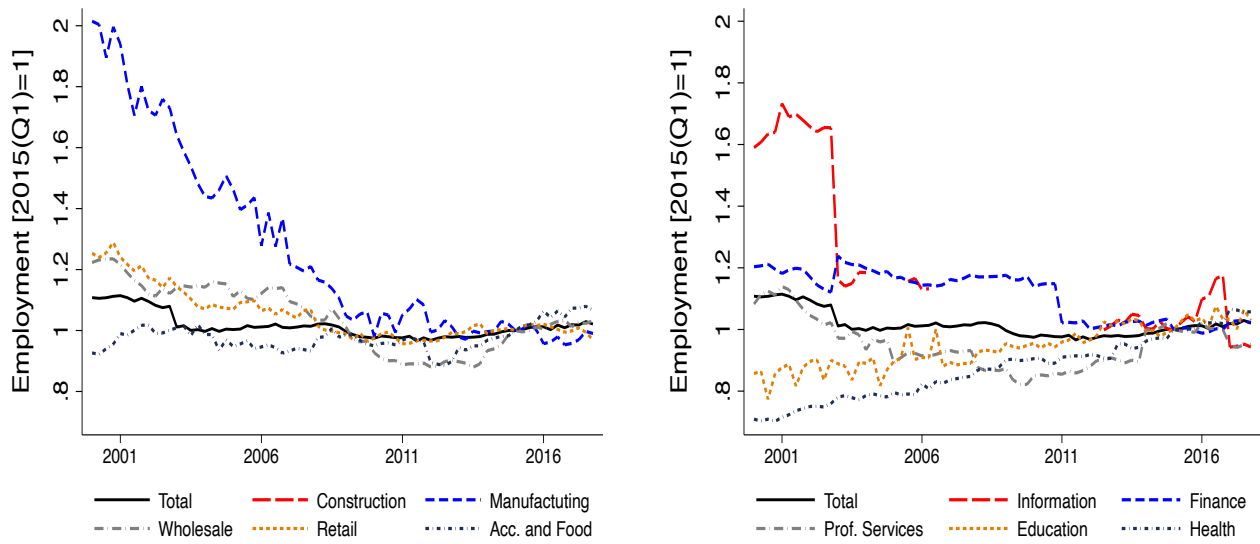 Employment [2015(Q1)=1]
2
1.8
1.6
1.4
1.2
1
.8
2001 2006 2011 2016
Total Construction Manufactuting
Wholesale Retail Acc. and Food
Employment [2015(Q1)=1]
2
1.8
1.6
1.4
1.2
1
.8
2001 2006 2011 2016
Total Information Finance
Prof. Services Education Health